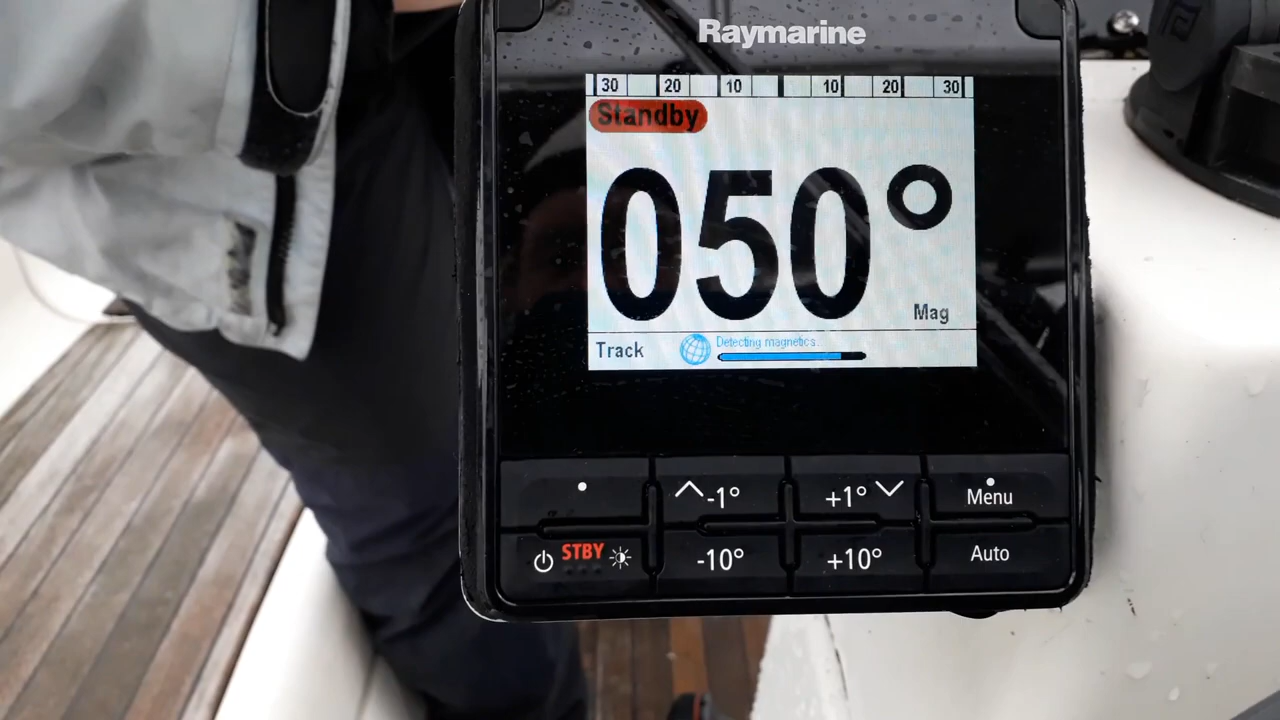 Raymarine
30 20 10 10 20 30
Standby
050°
Mag
Track
Detecting magnetics...
-1° +1° Menu
STBY -10° +10° Auto